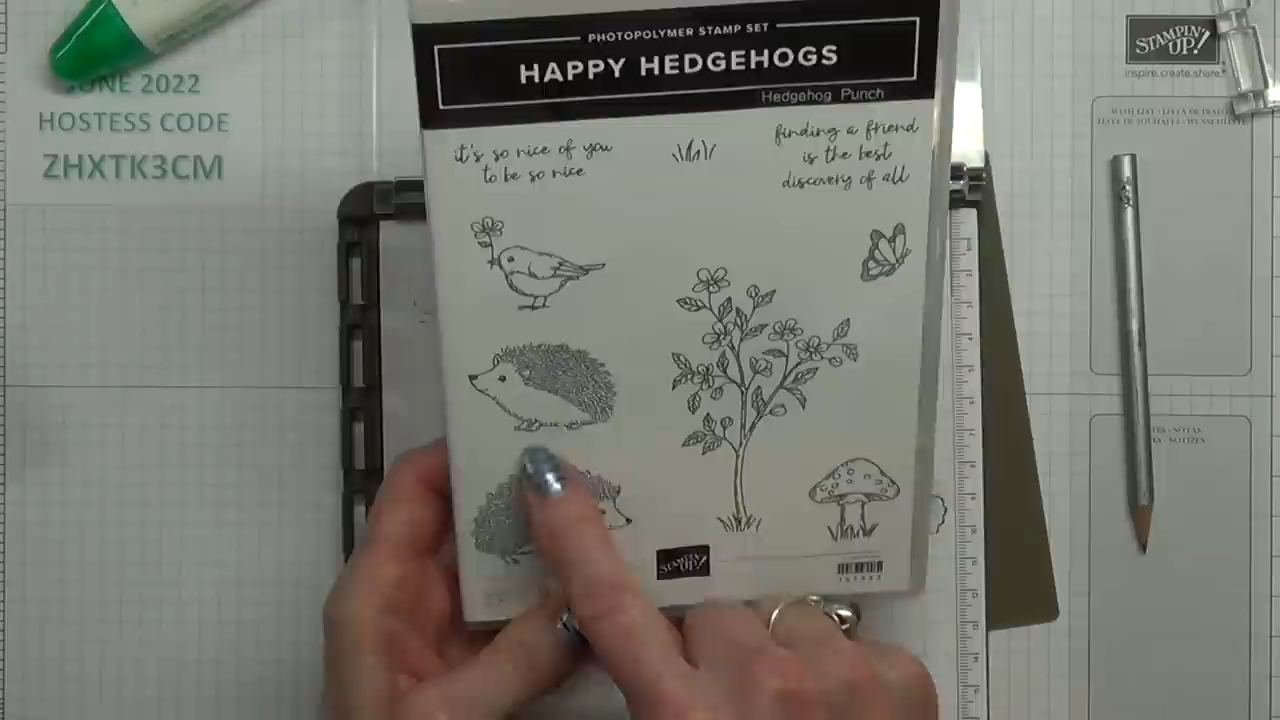 JUNE 2022
HOSTESS CODE
ZHXTK3CM
PHOTOPOLYMER STAMP SET
HAPPY HEDGEHOGS
Hedgehog Punch
it's so nice of you
to be so nice
finding a friend
is the best
discovery of all
STAMPIN' UP!
STAMPIN' UP!
inspire.create.share.